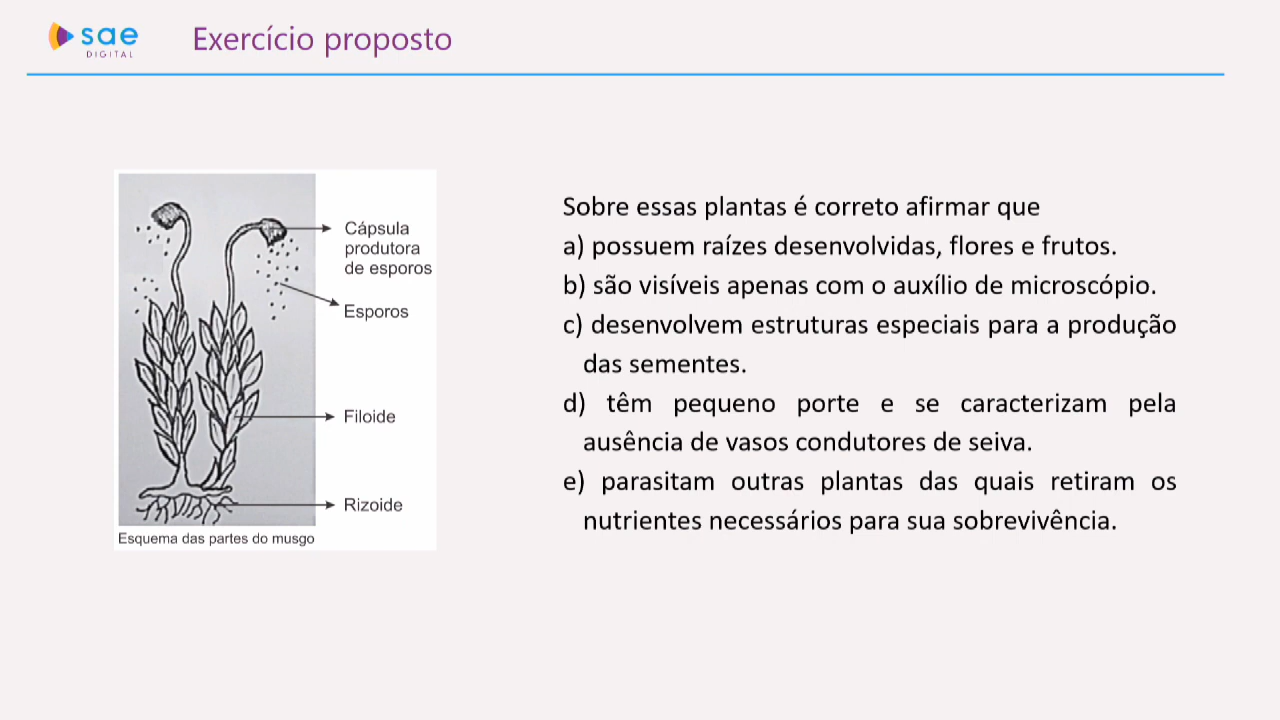 sae
DIGITAL
Exercício proposto
Cápsula
produtora
de esporos
Esporos
Filoide
Rizoide
Esquema das partes do musgo
Sobre essas plantas é correto afirmar que
a) possuem raízes desenvolvidas, flores e frutos.
b) são visíveis apenas com o auxílio de microscópio.
c) desenvolvem estruturas especiais para a produção
das sementes.
d) têm pequeno porte e se caracterizam pela
ausência de vasos condutores de seiva.
e) parasitam outras plantas das quais retiram os
nutrientes necessários para sua sobrevivência.